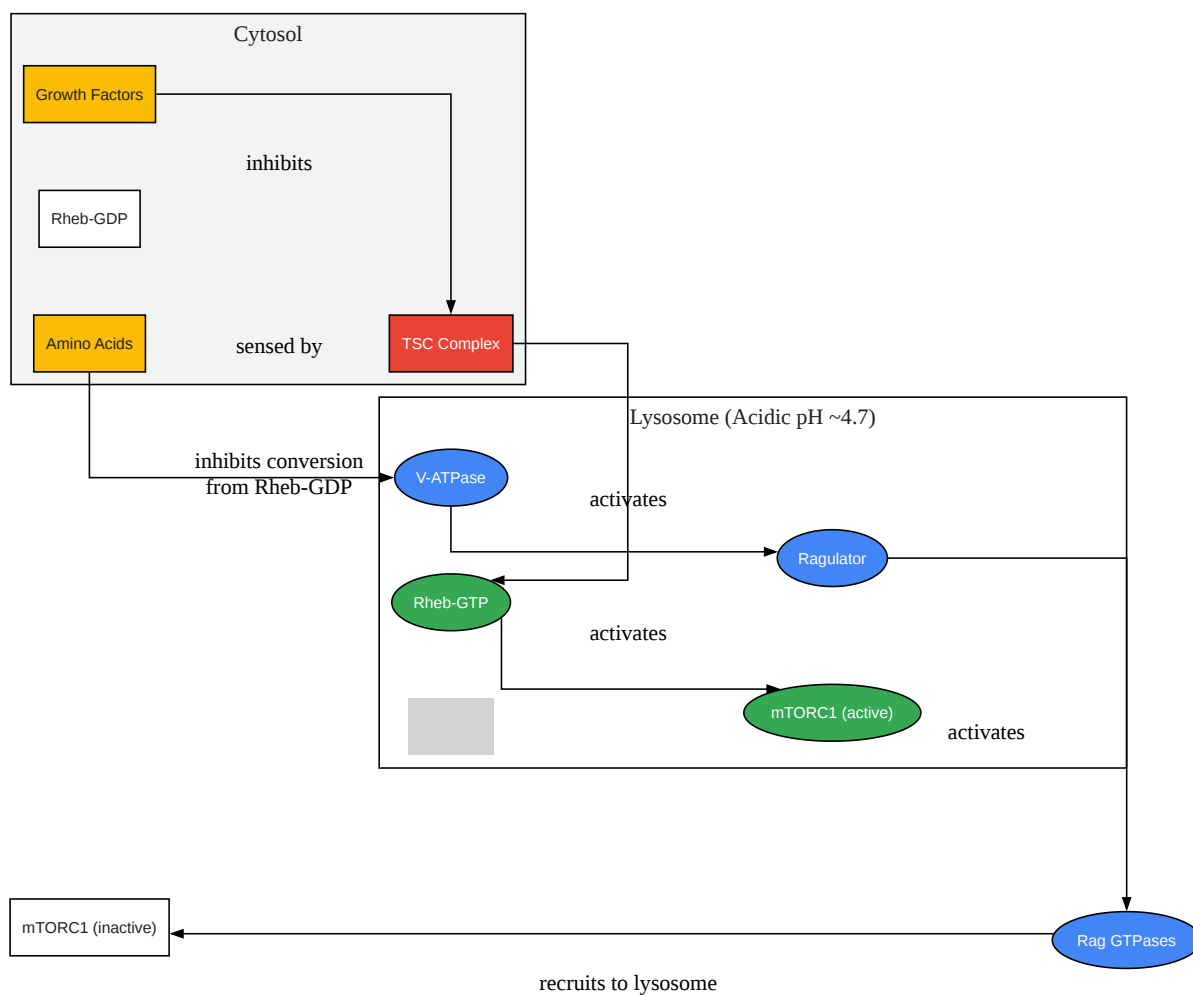 Cytosol
Growth Factors
inhibits
Rheb-GDP
Amino Acids
sensed by
TSC Complex
Lysosome (Acidic pH ~4.7)
inhibits conversion
from Rheb-GDP
V-ATPase
activates
Ragulator
Rheb-GTP
activates
mTORC1 (active)
activates
mTORC1 (inactive)
Rag GTPases
recruits to lysosome